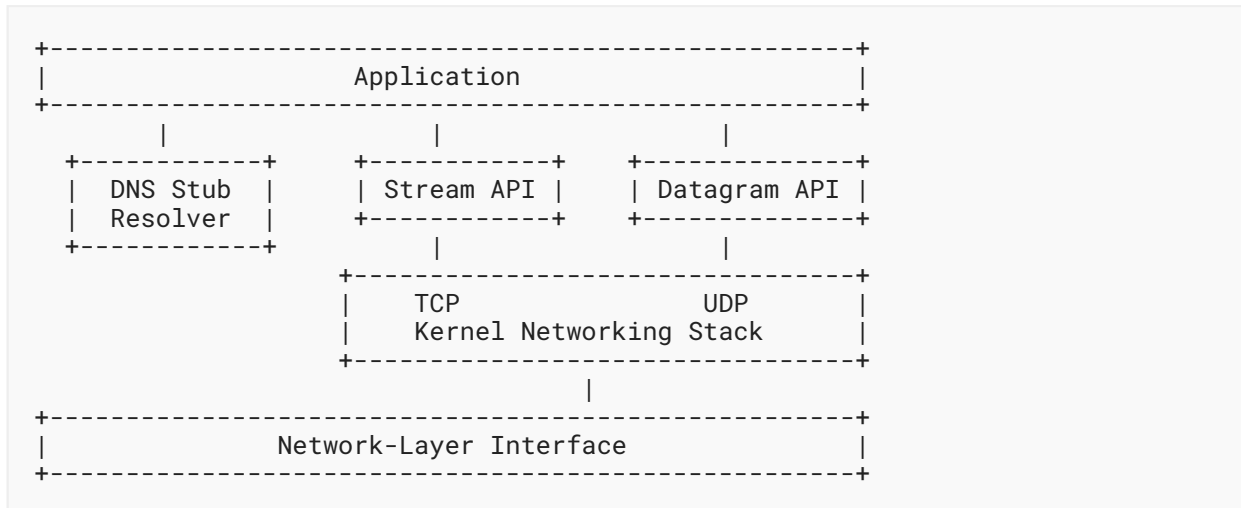 Application
DNS Stub Stream API Datagram API
Resolver
TCP UDP
Kernel Networking Stack
Network-Layer Interface